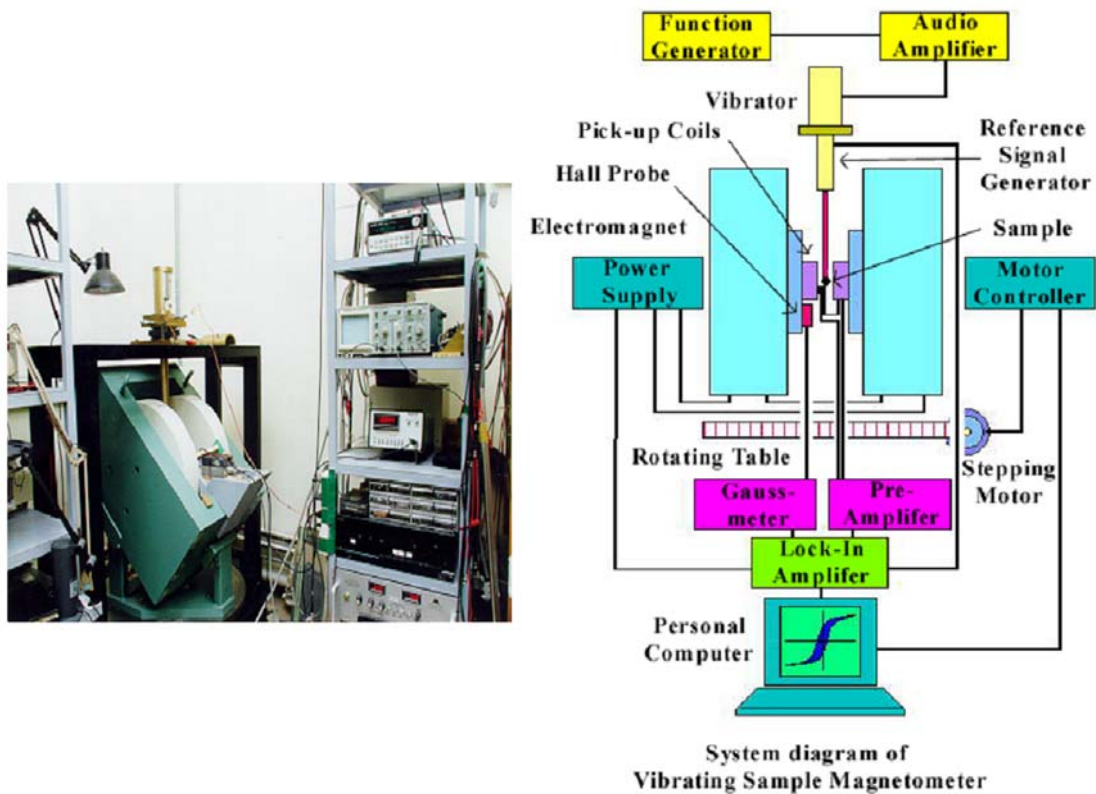 Function
Generator
Audio
Amplifier
Vibrator
Pick-up Coils
Hall Probe
Electromagnet
Reference
Signal
Generator
Sample
Power
Supply
Motor
Controller
Rotating Table
Stepping
Motor
Gauss-
meter
Pre-
Amplifer
Lock-In
Amplifer
Personal
Computer
System diagram of
Vibrating Sample Magnetometer